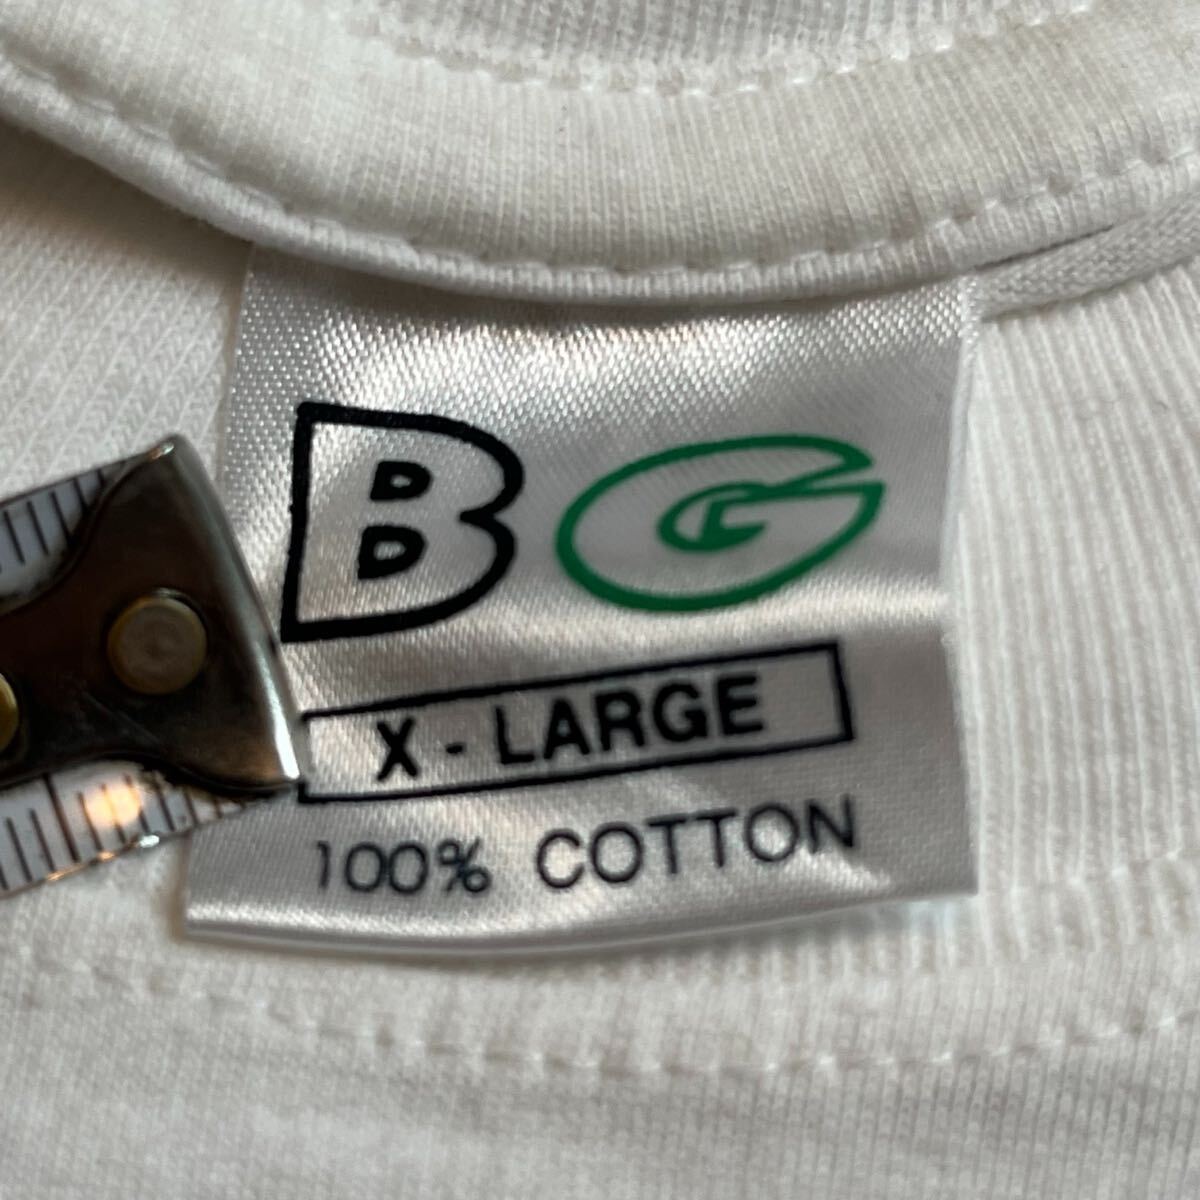 BG
X - LARGE
100% COTTON